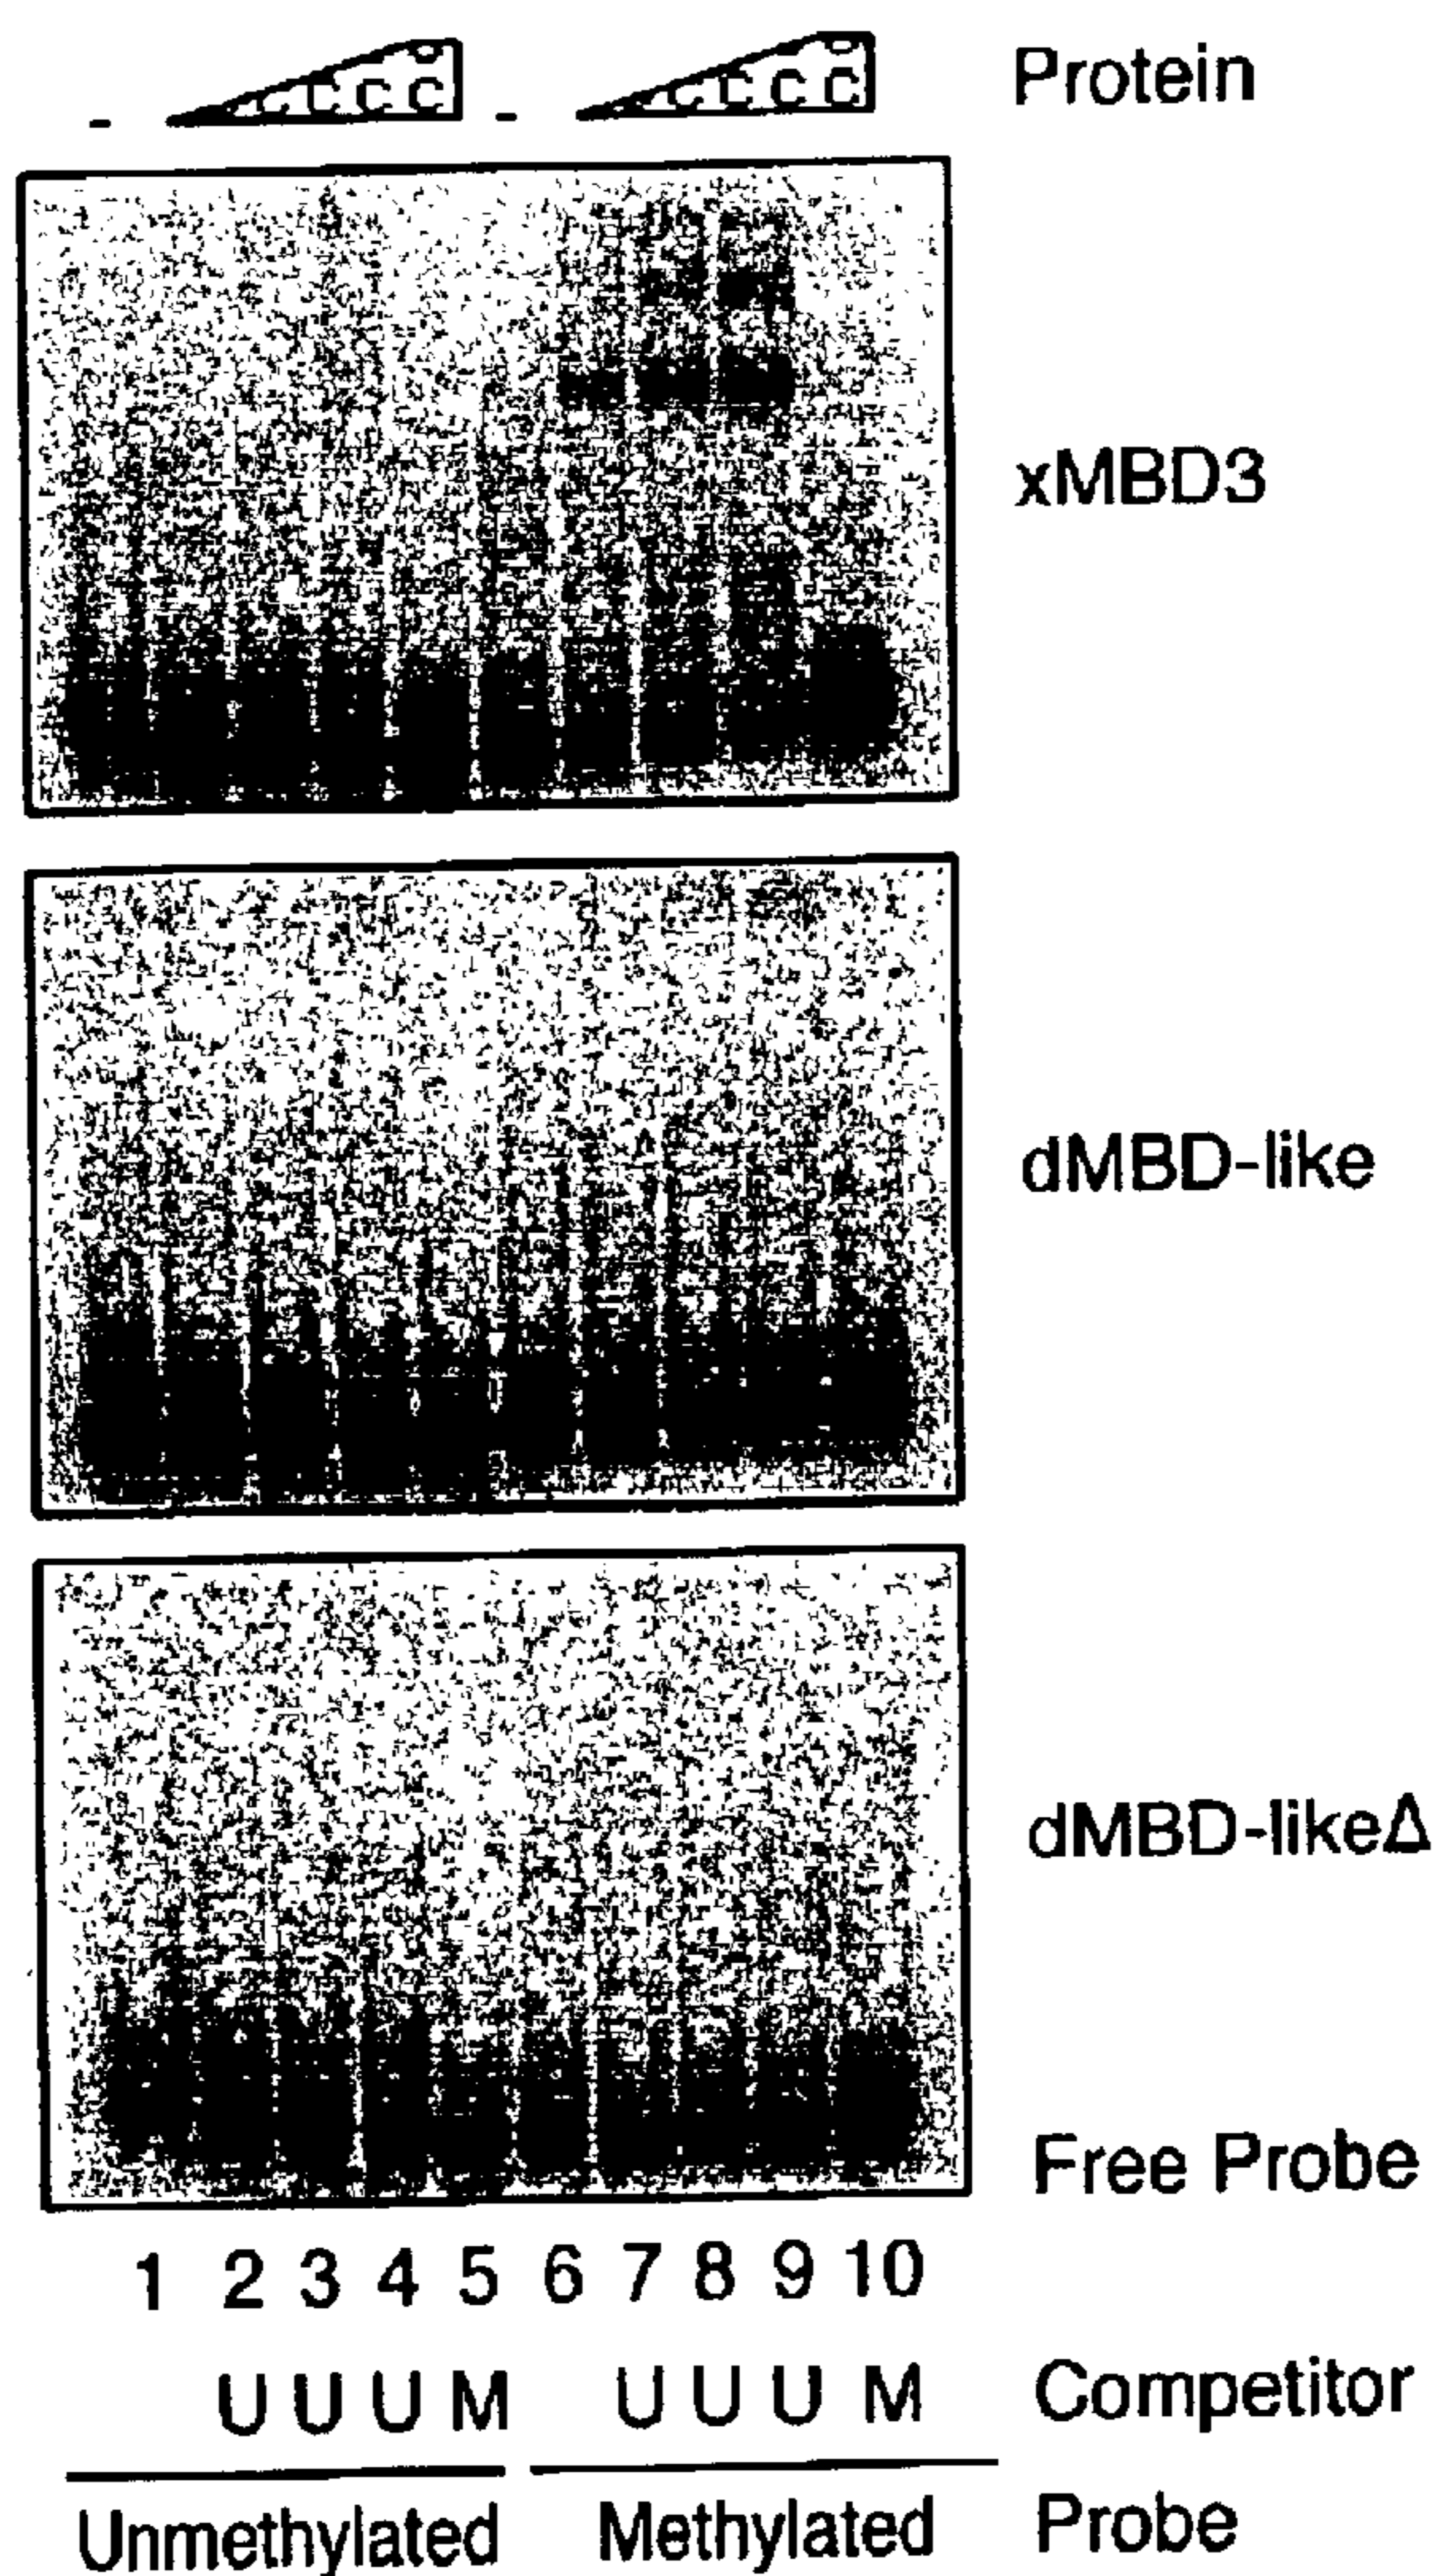 - - Protein
xMBD3
dMBD-like
dMBD-likeΔ
Free Probe
1 2 3 4 5 6 7 8 9 10
U U U M U U U M Competitor
Unmethylated Methylated Probe